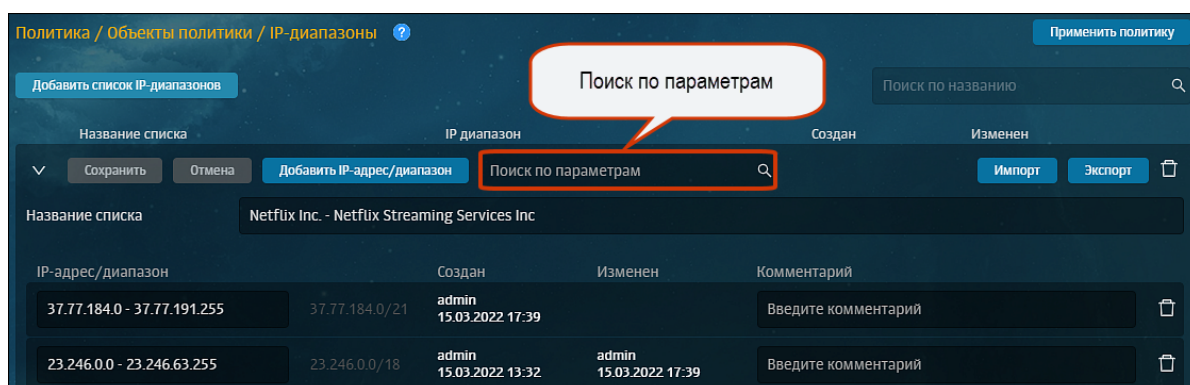 Политика / Объекты политики / IP-диапазоны ?
Применить политику
Поиск по параметрам
Добавить список IP-диапазонов
Поиск по названию
Название списка IP диапазон Создан Изменен
Сохранить Отмена Добавить IP-адрес/диапазон Поиск по параметрам Импорт Экспорт
Название списка Netflix Inc. - Netflix Streaming Services Inc
IP-адрес/диапазон Создан Изменен Комментарий
37.77.184.0 - 37.77.191.255 37.77.184.0/21 admin Введите комментарий
15.03.2022 17:39
23.246.0.0 - 23.246.63.255 23.246.0.0/18 admin admin Введите комментарий
15.03.2022 13:32 15.03.2022 17:39